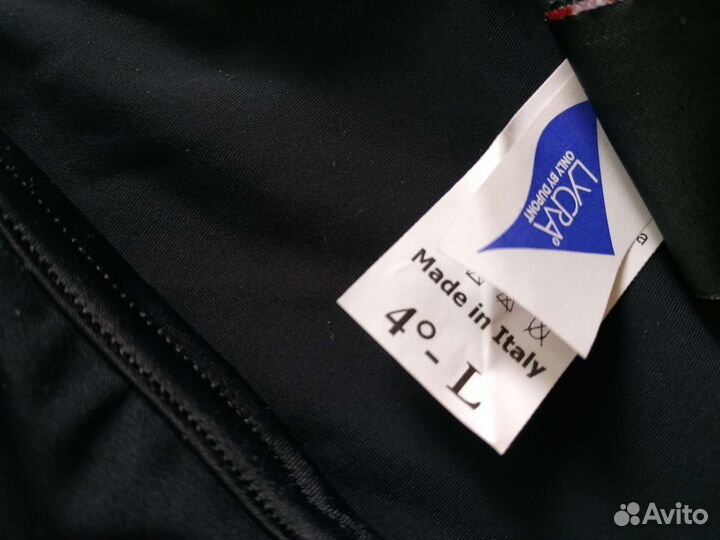 LYCRA®
ONLY BY DUPONT
Made in Italy
4° - L
Avito